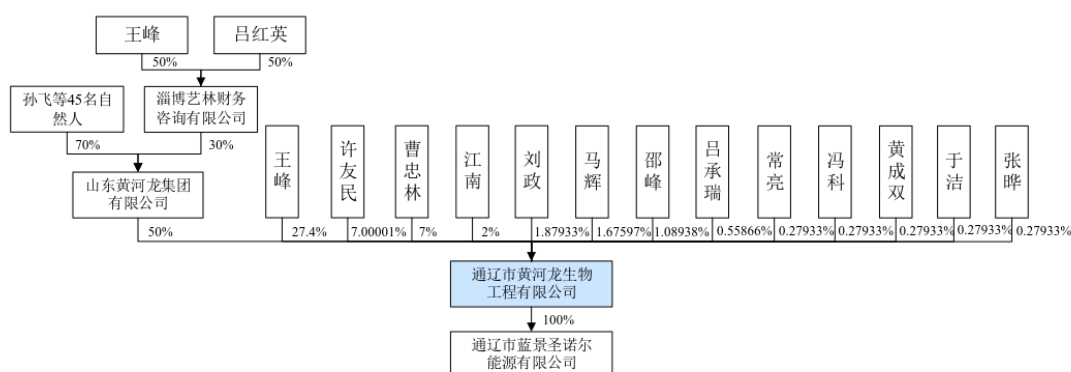 王峰
吕红英
50%
50%
孙飞等45名自
然人
淄博艺林财务
咨询有限公司
70%
30%
山东黄河龙集团
有限公司
王峰
许友民
曹忠林
江南
刘政
马辉
邵峰
吕承瑞
常亮
冯科
黄成双
于洁
张晔
50%
27.4%
7.00001%
7%
2%
1.87933%
1.67597%
1.08938%
0.55866%
0.27933%
0.27933%
0.27933%
0.27933%
0.27933%
通辽市黄河龙生物
工程有限公司
100%
通辽市蓝景圣诺尔
能源有限公司